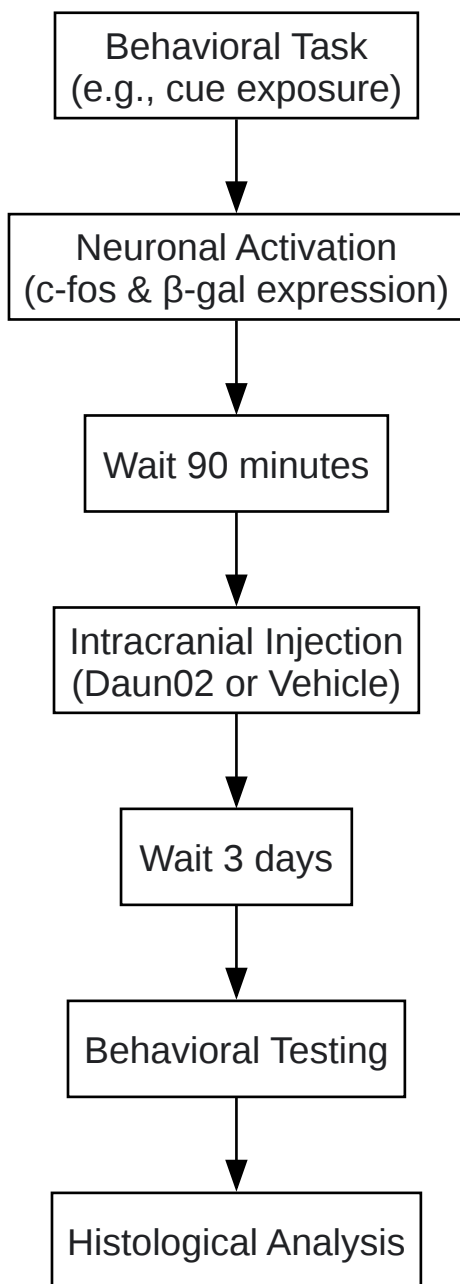 Behavioral Task
(e.g., cue exposure)
Neuronal Activation
(c-fos & β-gal expression)
Wait 90 minutes
Intracranial Injection
(Daun02 or Vehicle)
Wait 3 days
Behavioral Testing
Histological Analysis